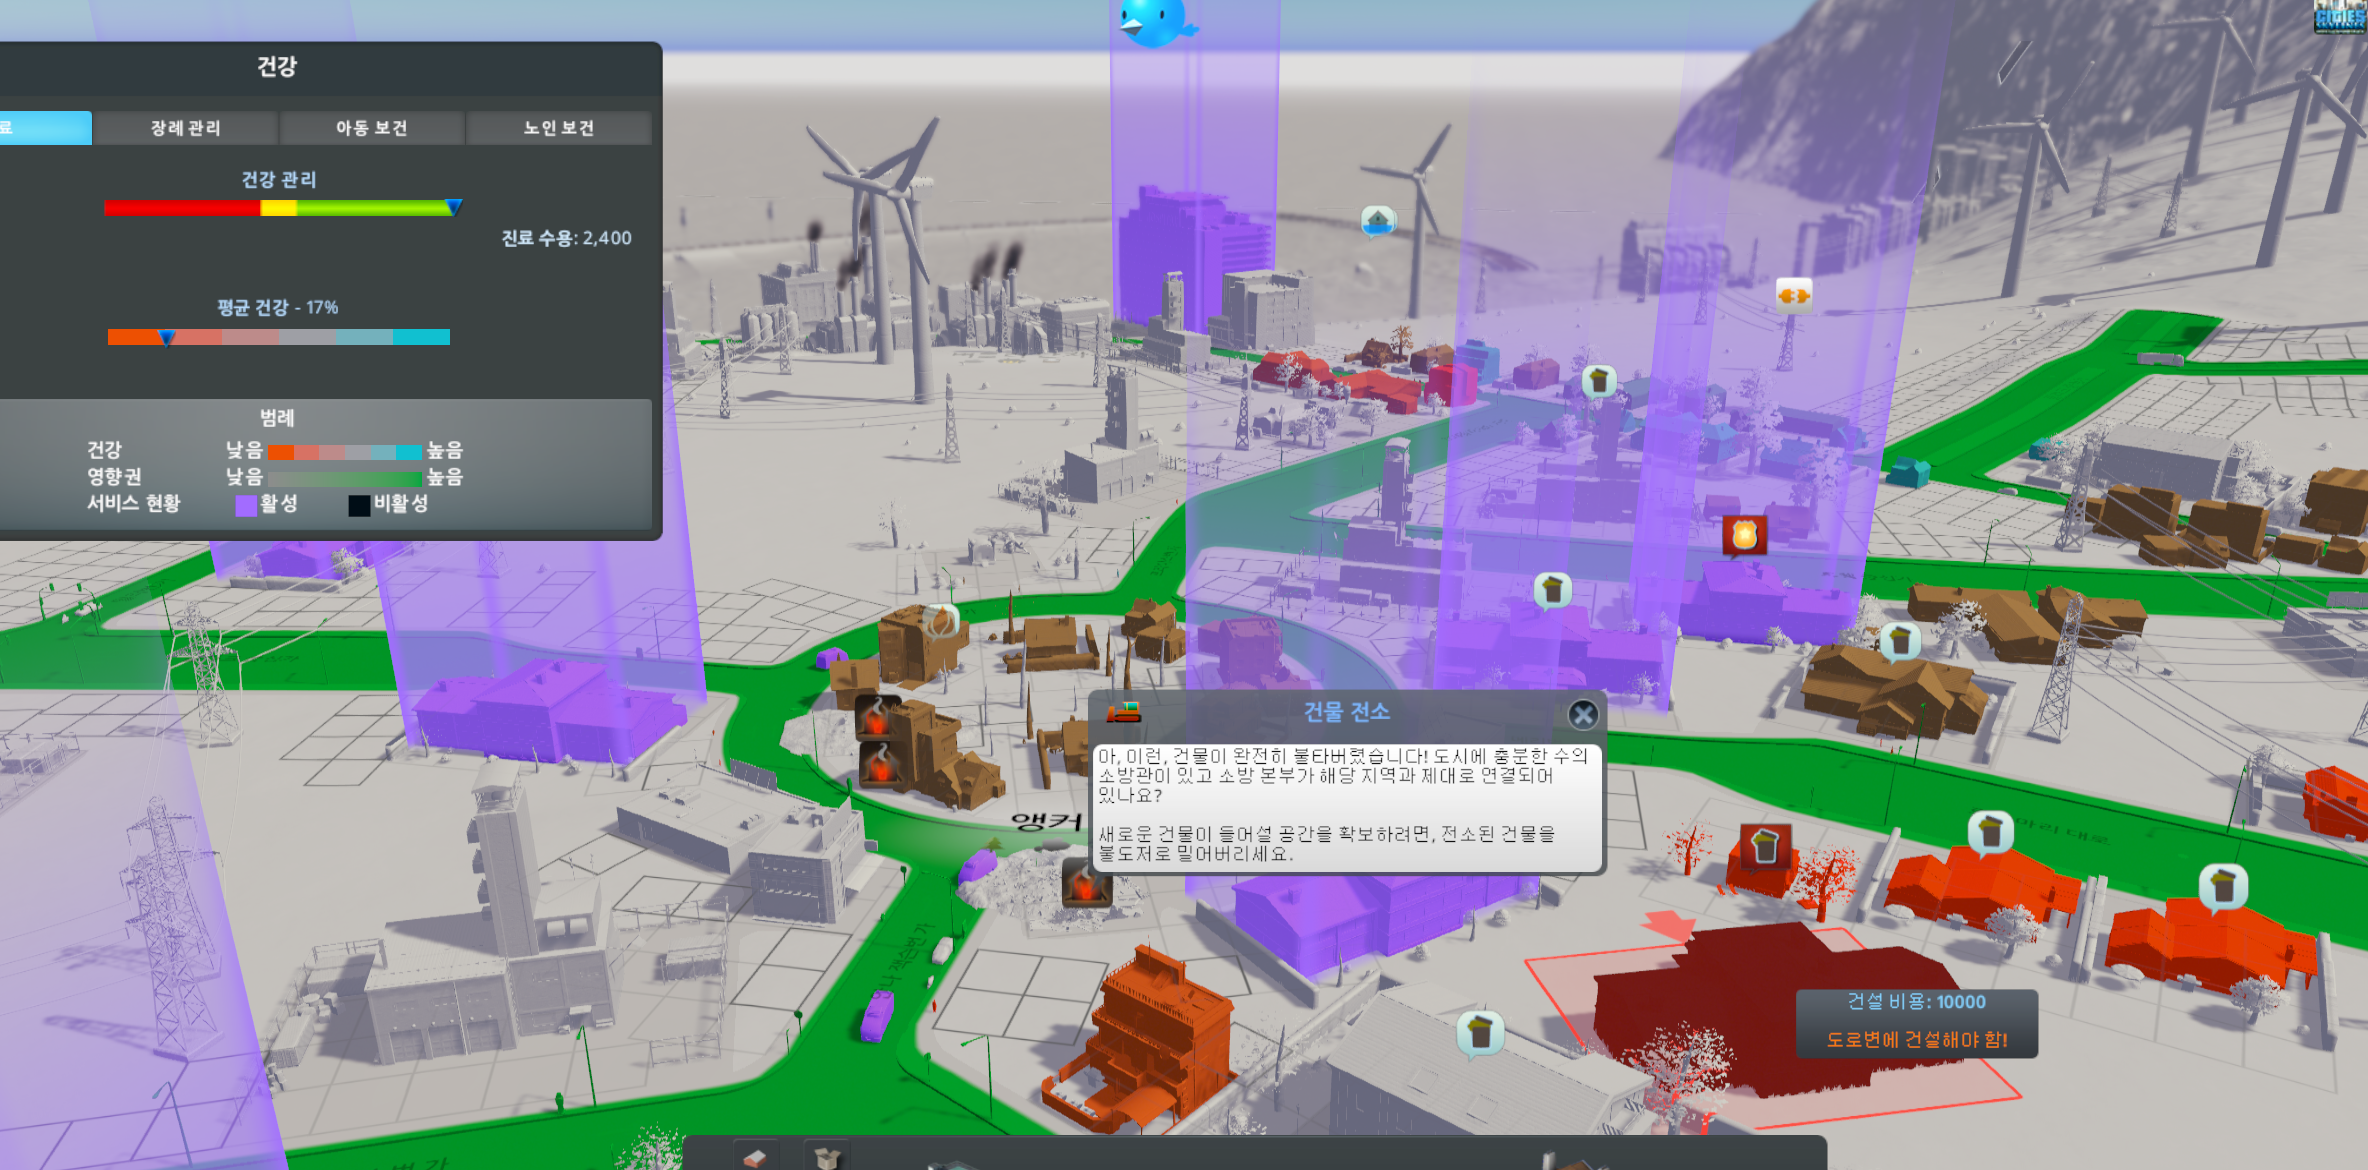 건강
료
장례 관리
아동 보건
노인 보건
건강 관리
진료 수용: 2,400
평균 건강 - 17%
범례
건강 낮음 높음
영향권 낮음 높음
서비스 현황 활성 비활성
CITIES
건물 전소
아, 이런, 건물이 완전히 불타버렸습니다! 도시에 충분한 수의
소방관이 있고 소방 본부가 해당 지역과 제대로 연결되어
있나요?
새로운 건물이 들어설 공간을 확보하려면, 전소된 건물을
불도저로 밀어버리세요.
앵커
대로
건설 비용: 10000
도로변에 건설해야 함!